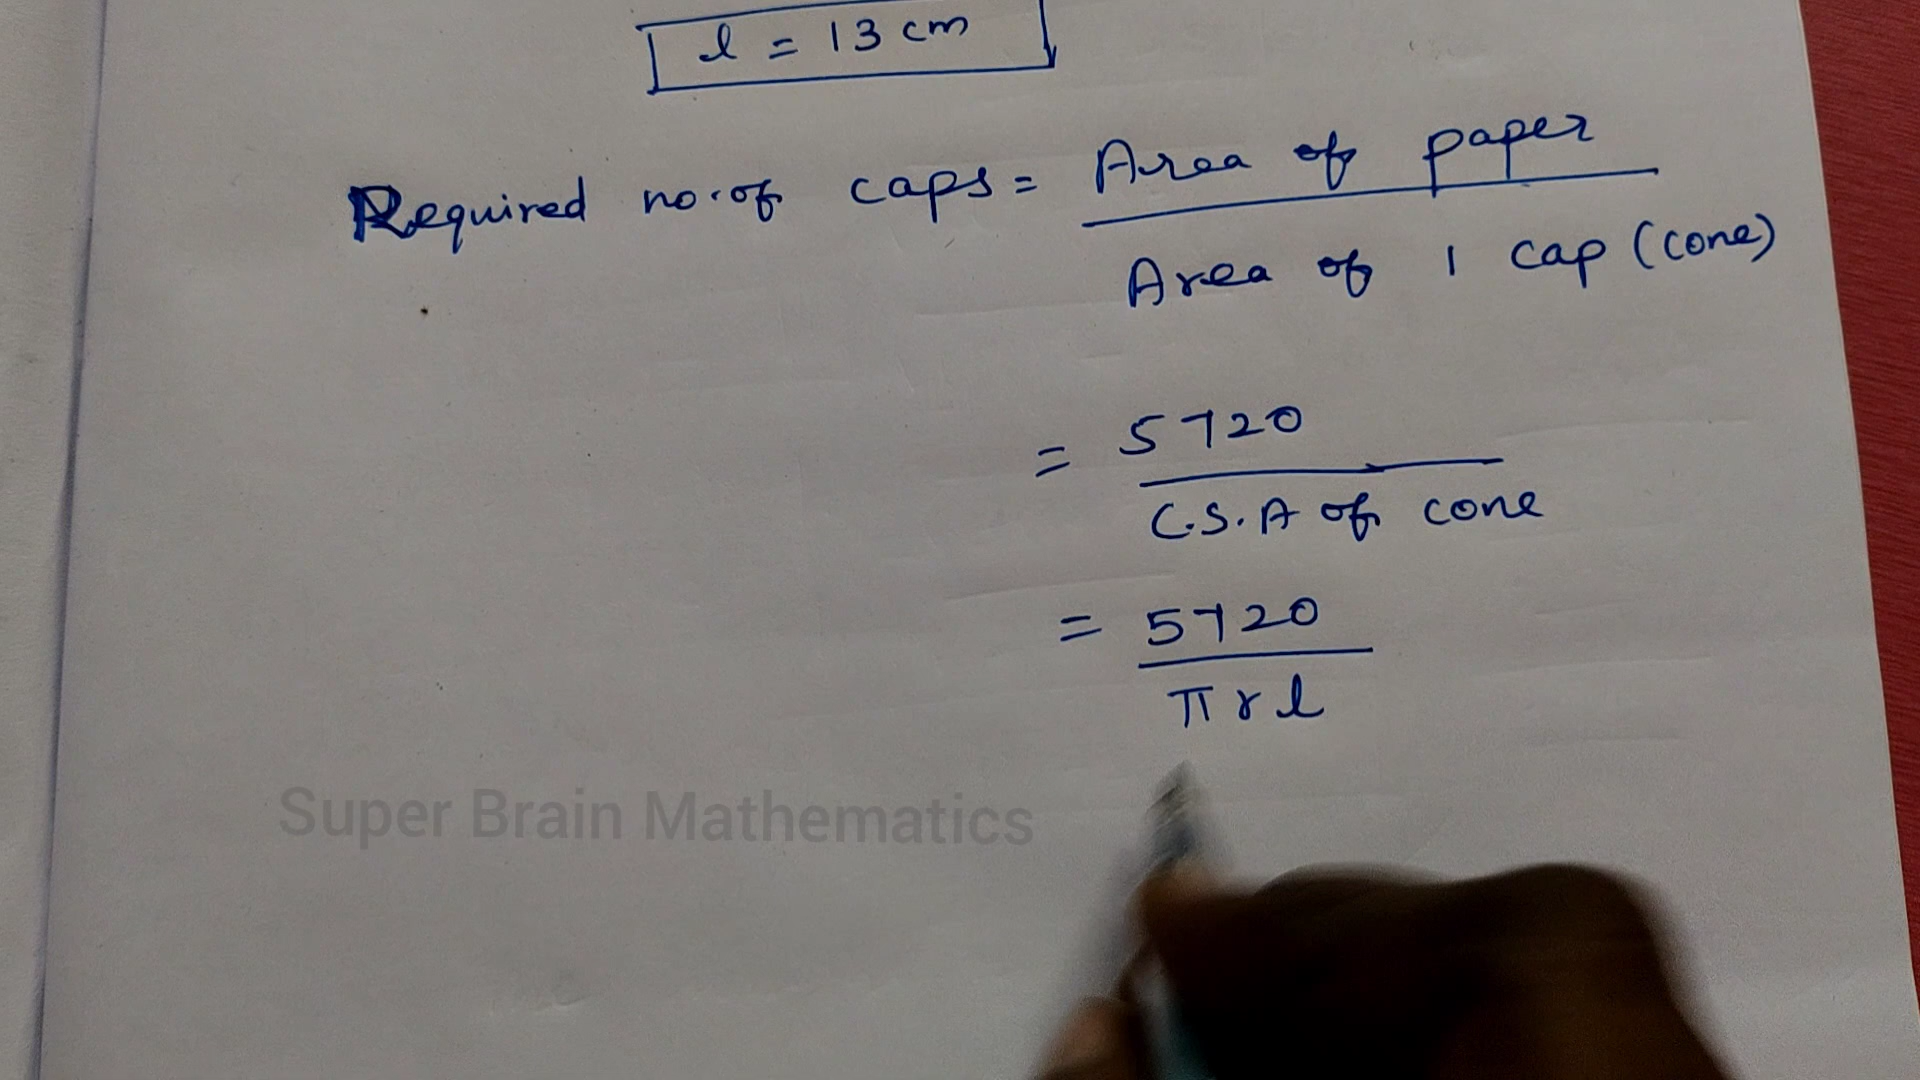 l = 13 cm
Required no. of caps = Area of paper
Area of 1 cap (cone)
= 5720
C.S.A of cone
= 5720
π r l
Super Brain Mathematics